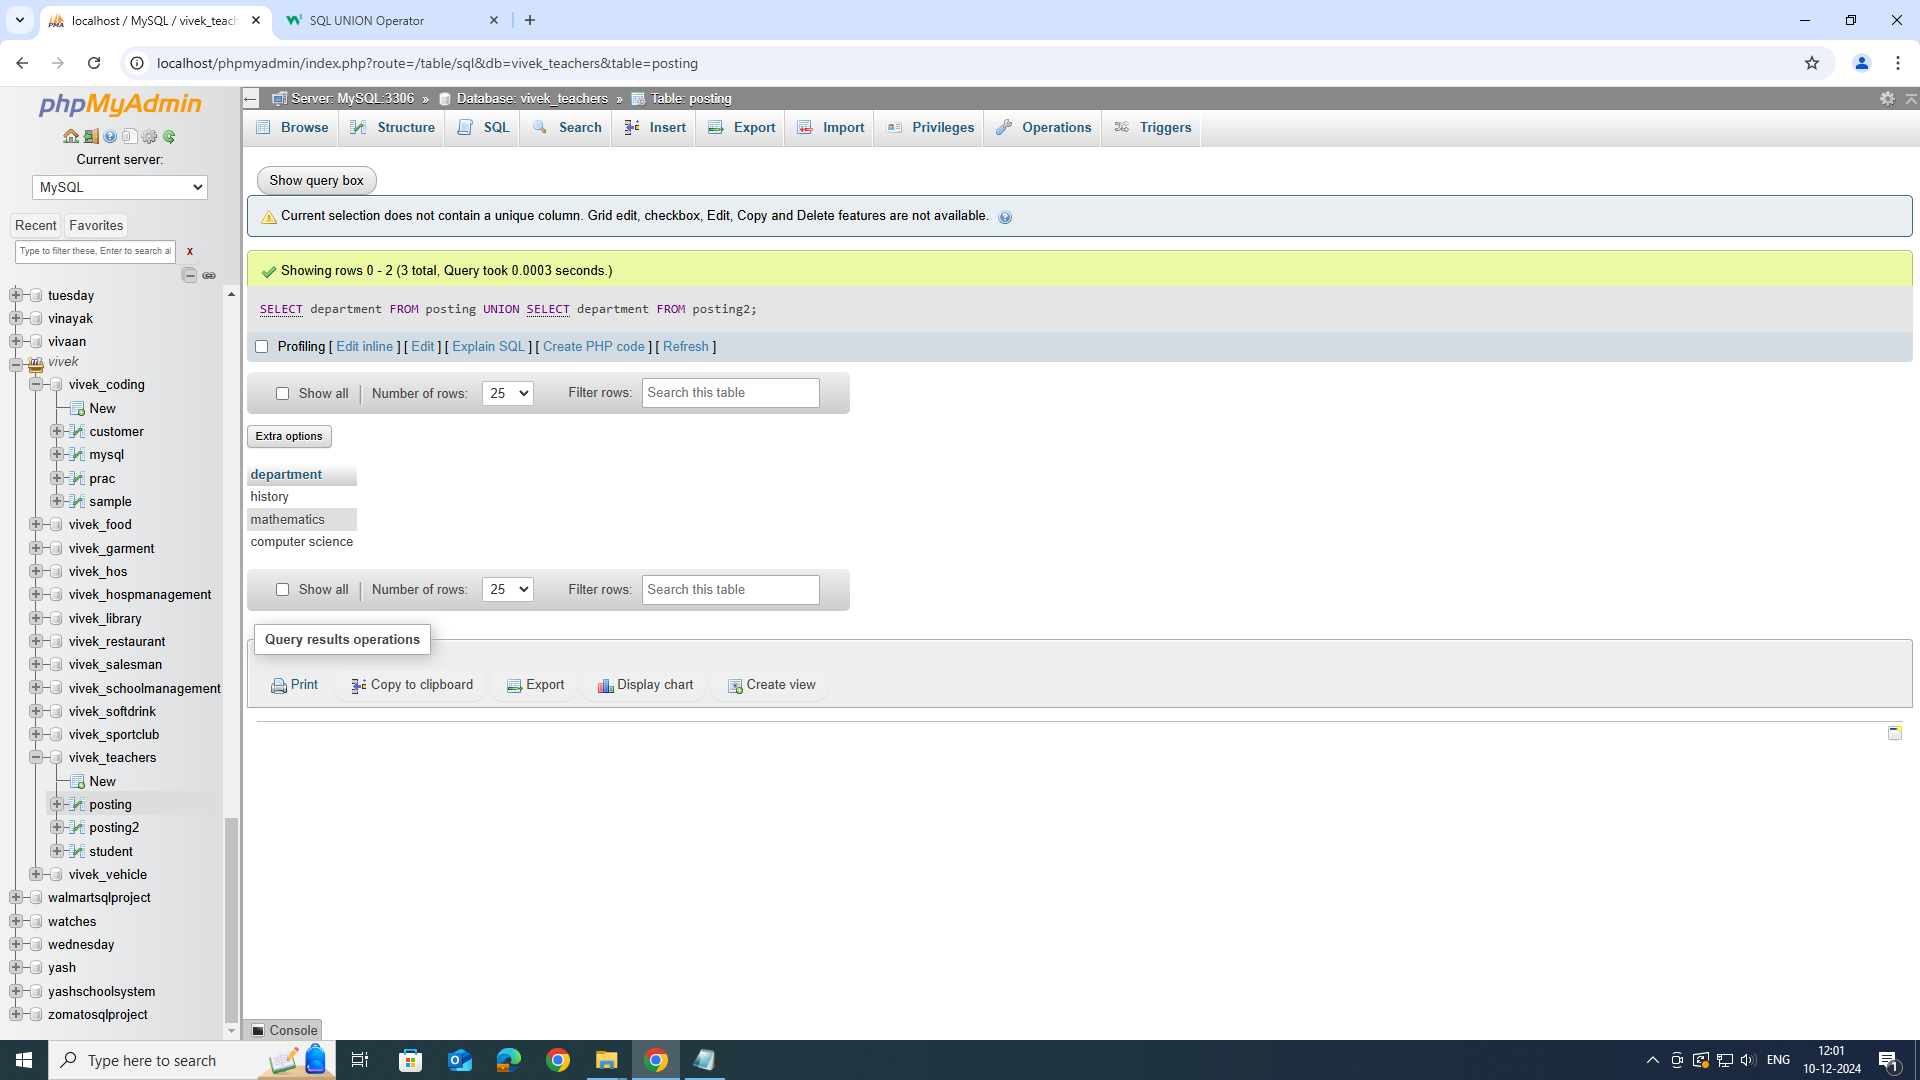 localhost / MySQL / vivek_teach
SQL UNION Operator
localhost/phpmyadmin/index.php?route=/table/sql&db=vivek_teachers&table=posting
phpMyAdmin
Current server:
MySQL
Recent Favorites
Type to filter these, Enter to search al
x
tuesday
vinayak
vivaan
vivek
vivek_coding
New
customer
mysql
prac
sample
vivek_food
vivek_garment
vivek_hos
vivek_hospmanagement
vivek_library
vivek_restaurant
vivek_salesman
vivek_schoolmanagement
vivek_softdrink
vivek_sportclub
vivek_teachers
New
posting
posting2
student
vivek_vehicle
walmartsqlproject
watches
wednesday
yash
yashschoolsystem
zomatosqlproject
Server: MySQL:3306 » Database: vivek_teachers » Table: posting
Browse Structure SQL Search Insert Export Import Privileges Operations Triggers
Show query box
Current selection does not contain a unique column. Grid edit, checkbox, Edit, Copy and Delete features are not available.
Showing rows 0 - 2 (3 total, Query took 0.0003 seconds.)
SELECT department FROM posting UNION SELECT department FROM posting2;
Profiling [ Edit inline ] [ Edit ] [ Explain SQL ] [ Create PHP code ] [ Refresh ]
Show all Number of rows: 25 Filter rows: Search this table
Extra options
department
history
mathematics
computer science
Show all Number of rows: 25 Filter rows: Search this table
Query results operations
Print Copy to clipboard Export Display chart Create view
Console
Type here to search
ENG
12:01
10-12-2024
1